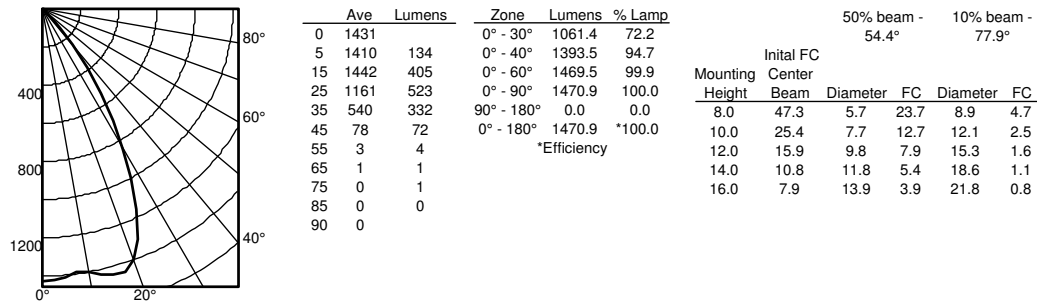 80°
400
60°
800
1200
40°
0°
20°
Ave Lumens
0 1431
5 1410 134
15 1442 405
25 1161 523
35 540 332
45 78 72
55 3 4
65 1 1
75 0 1
85 0 0
90 0
Zone Lumens % Lamp
0° - 30° 1061.4 72.2
0° - 40° 1393.5 94.7
0° - 60° 1469.5 99.9
0° - 90° 1470.9 100.0
90° - 180° 0.0 0.0
0° - 180° 1470.9 *100.0
*Efficiency
50% beam - 10% beam -
54.4° 77.9°
Inital FC
Mounting Center
Height Beam Diameter FC Diameter FC
8.0 47.3 5.7 23.7 8.9 4.7
10.0 25.4 7.7 12.7 12.1 2.5
12.0 15.9 9.8 7.9 15.3 1.6
14.0 10.8 11.8 5.4 18.6 1.1
16.0 7.9 13.9 3.9 21.8 0.8